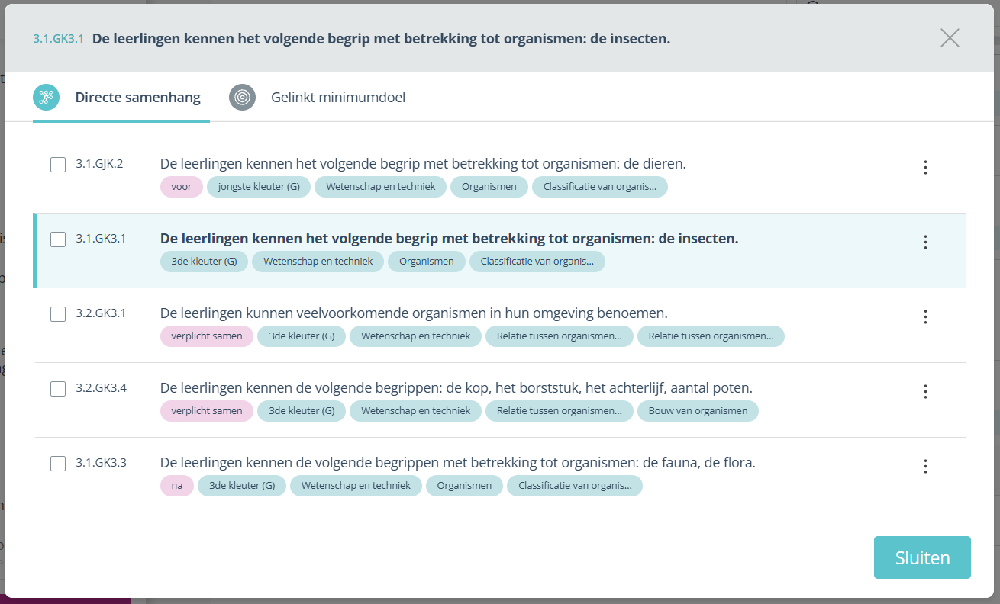 3.1.GK3.1 De leerlingen kennen het volgende begrip met betrekking tot organismen: de insecten.
Directe samenhang Gelinkt minimumdoel
3.1.GJK.2 De leerlingen kennen het volgende begrip met betrekking tot organismen: de dieren.
voor jongste kleuter (G) Wetenschap en techniek Organismen Classificatie van organis...
3.1.GK3.1 De leerlingen kennen het volgende begrip met betrekking tot organismen: de insecten.
3de kleuter (G) Wetenschap en techniek Organismen Classificatie van organis...
3.2.GK3.1 De leerlingen kunnen veelvoorkomende organismen in hun omgeving benoemen.
verplicht samen 3de kleuter (G) Wetenschap en techniek Relatie tussen organismen... Relatie tussen organismen...
3.2.GK3.4 De leerlingen kennen de volgende begrippen: de kop, het borststuk, het achterlijf, aantal poten.
verplicht samen 3de kleuter (G) Wetenschap en techniek Relatie tussen organismen... Bouw van organismen
3.1.GK3.3 De leerlingen kennen de volgende begrippen met betrekking tot organismen: de fauna, de flora.
na 3de kleuter (G) Wetenschap en techniek Organismen Classificatie van organis...
Sluiten